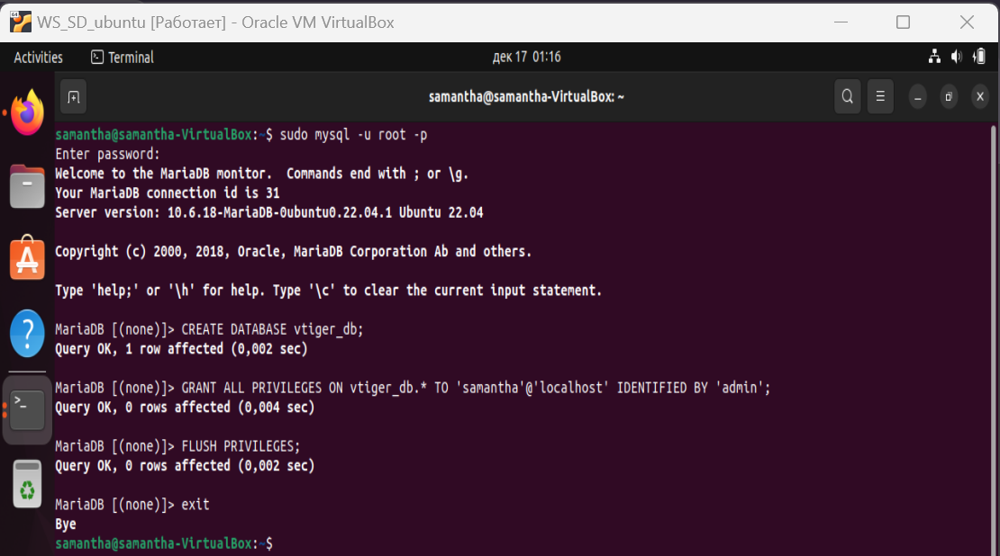 WS_SD_ubuntu [Работает] - Oracle VM VirtualBox
Activities
Terminal
дек 17 01:16
samantha@samantha-VirtualBox: ~
samantha@samantha-VirtualBox:~$ sudo mysql -u root -p
Enter password:
Welcome to the MariaDB monitor.  Commands end with ; or \g.
Your MariaDB connection id is 31
Server version: 10.6.18-MariaDB-0ubuntu0.22.04.1 Ubuntu 22.04
Copyright (c) 2000, 2018, Oracle, MariaDB Corporation Ab and others.
Type 'help;' or '\h' for help. Type '\c' to clear the current input statement.
MariaDB [(none)]> CREATE DATABASE vtiger_db;
Query OK, 1 row affected (0,002 sec)
MariaDB [(none)]> GRANT ALL PRIVILEGES ON vtiger_db.* TO 'samantha'@'localhost' IDENTIFIED BY 'admin';
Query OK, 0 rows affected (0,004 sec)
MariaDB [(none)]> FLUSH PRIVILEGES;
Query OK, 0 rows affected (0,002 sec)
MariaDB [(none)]> exit
Bye
samantha@samantha-VirtualBox:~$